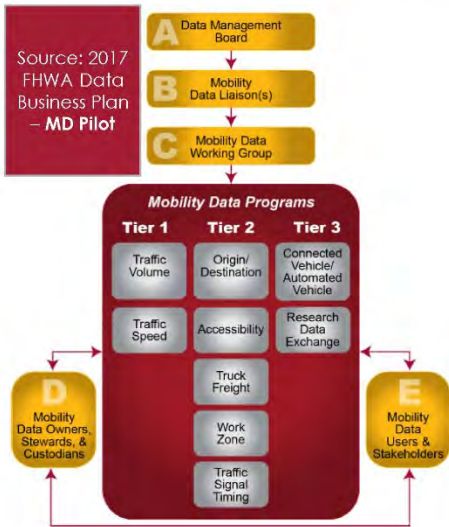 Source: 2017
FHWA Data
Business Plan
– MD Pilot
A
Data Management
Board
B
Mobility
Data Liaison(s)
C
Mobility Data
Working Group
Mobility Data Programs
Tier 1
Tier 2
Tier 3
Traffic
Volume
Origin/
Destination
Connected
Vehicle/
Automated
Vehicle
Traffic
Speed
Accessibility
Research
Data
Exchange
Truck
Freight
Work
Zone
Traffic
Signal
Timing
D
Mobility
Data Owners,
Stewards, &
Custodians
E
Mobility
Data
Users &
Stakeholders